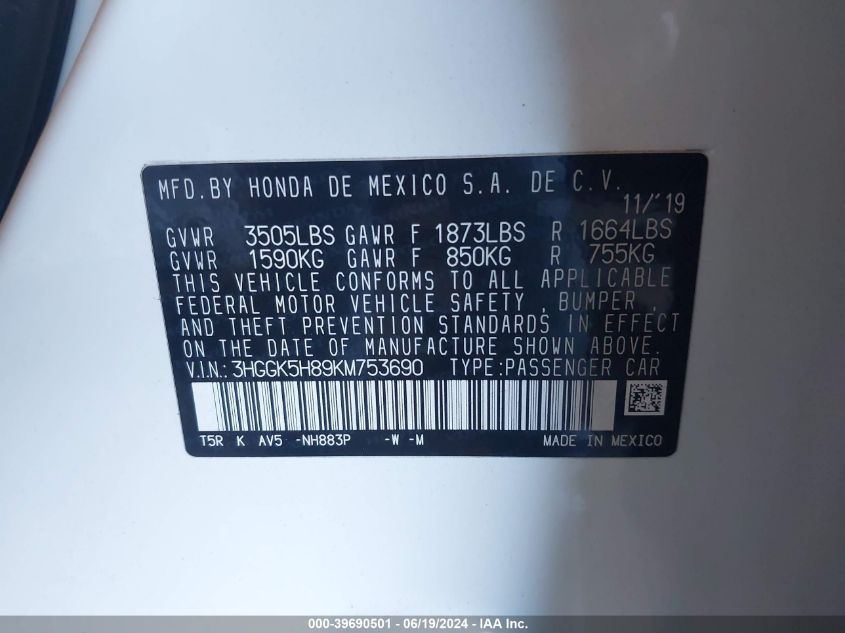 MFD.BY HONDA DE MEXICO S.A. DE C.V.
11/'19
GVWR 3505LBS GAWR F 1873LBS R 1664LBS
GVWR 1590KG GAWR F 850KG R 755KG
THIS VEHICLE CONFORMS TO ALL APPLICABLE
FEDERAL MOTOR VEHICLE SAFETY , BUMPER ,
AND THEFT PREVENTION STANDARDS IN EFFECT
ON THE DATE OF MANUFACTURE SHOWN ABOVE.
V.I.N.: 3HGGK5H89KM753690 TYPE:PASSENGER CAR
T5R K AV5 -NH883P -W -M MADE IN MEXICO
000-39690501 - 06/19/2024 - IAA Inc.